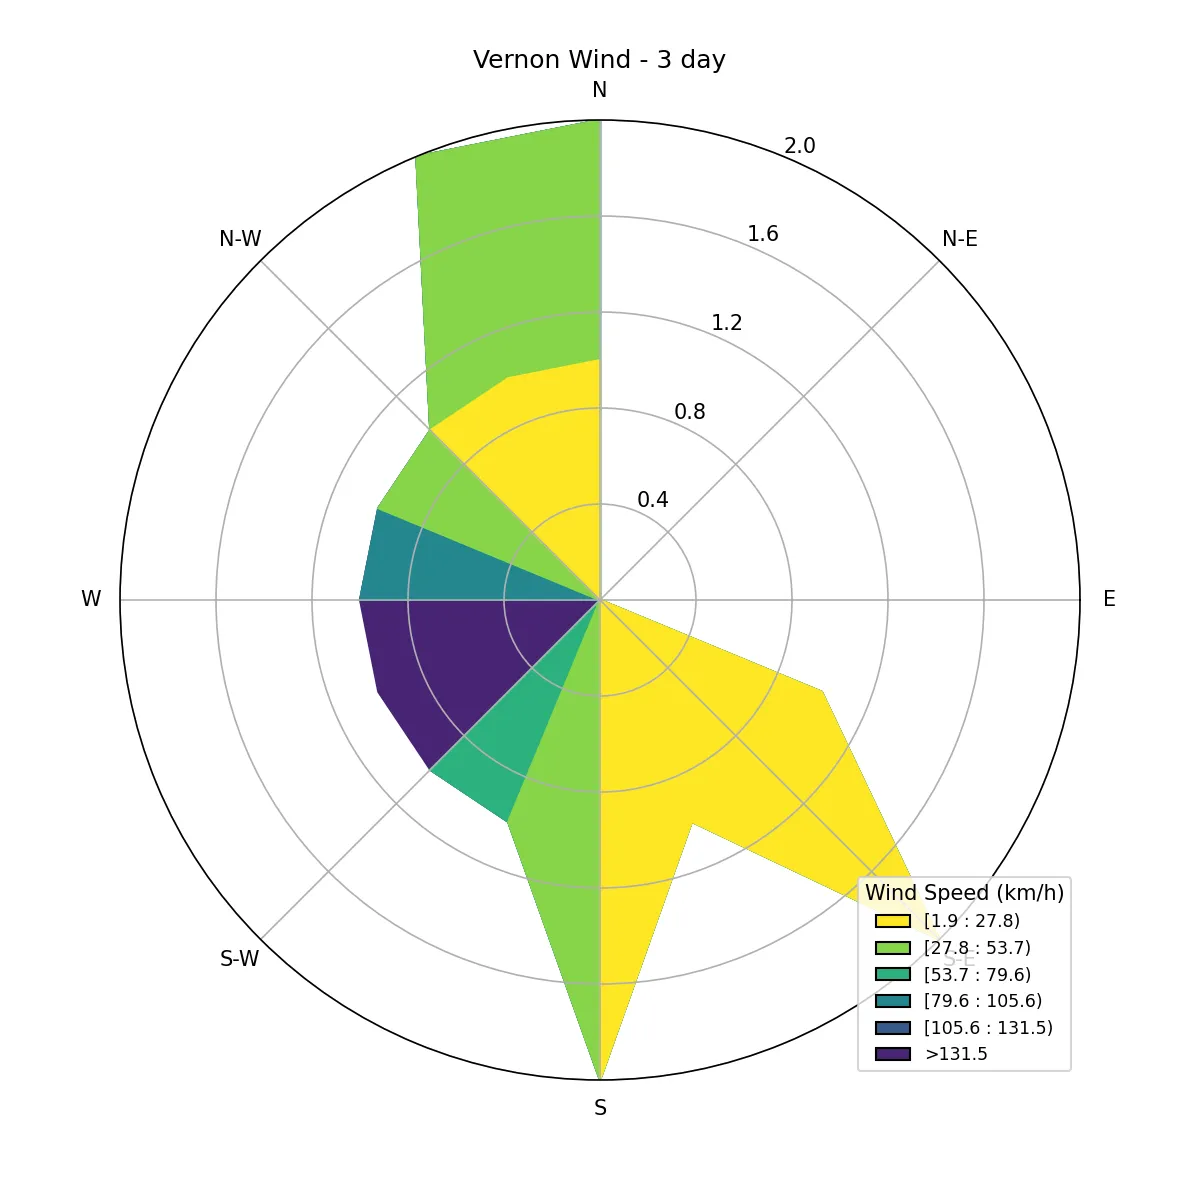 Vernon Wind - 3 day
N
2.0
N-W
1.6
N-E
1.2
0.8
0.4
W
E
S-W
S-E
S
Wind Speed (km/h)
[1.9 : 27.8)
[27.8 : 53.7)
[53.7 : 79.6)
[79.6 : 105.6)
[105.6 : 131.5)
>131.5